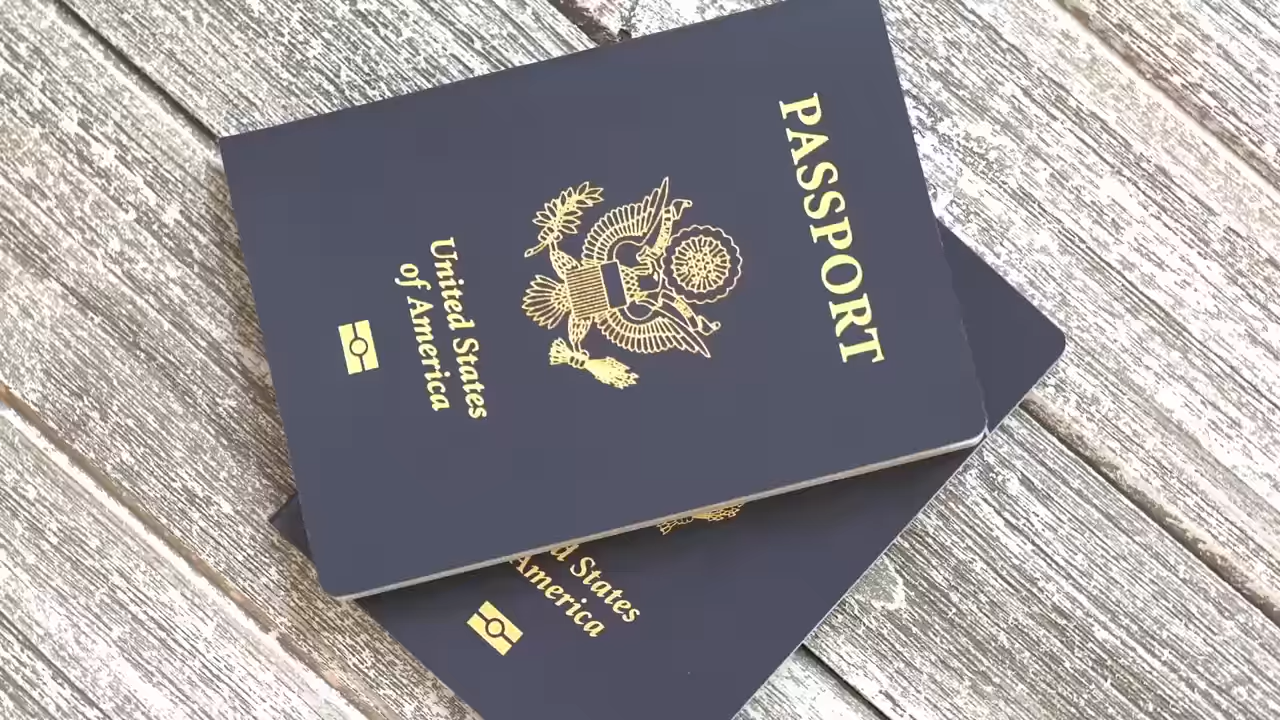 PASSPORT
United States
of America
d States
America